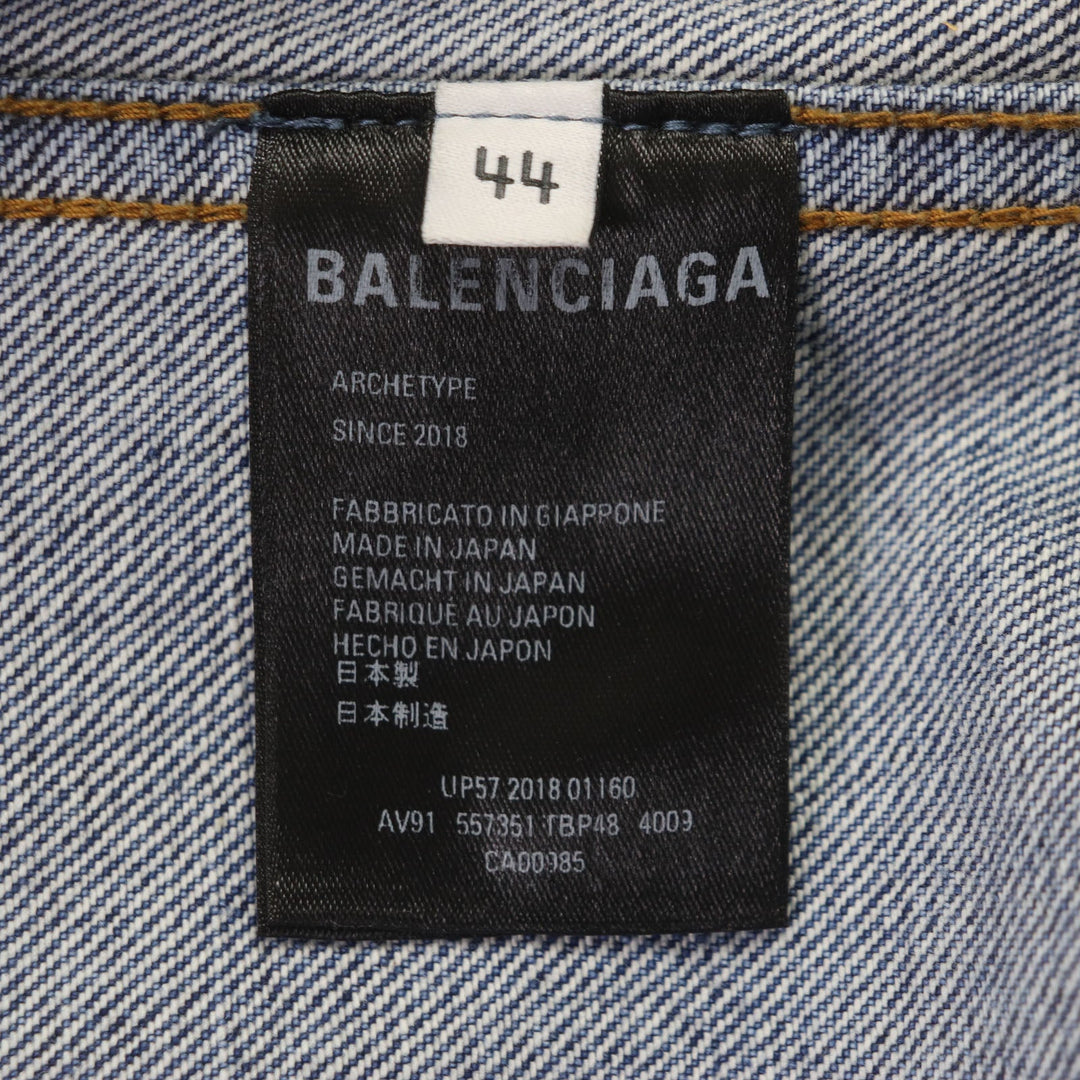 44
BALENCIAGA
ARCHETYPE
SINCE 2018
FABBRICATO IN GIAPPONE
MADE IN JAPAN
GEMACHT IN JAPAN
FABRIQUÉ AU JAPON
HECHO EN JAPON
日本製
日本制造
UP57 2018 01160
AV91 557351 TBP48 4009
CA00985